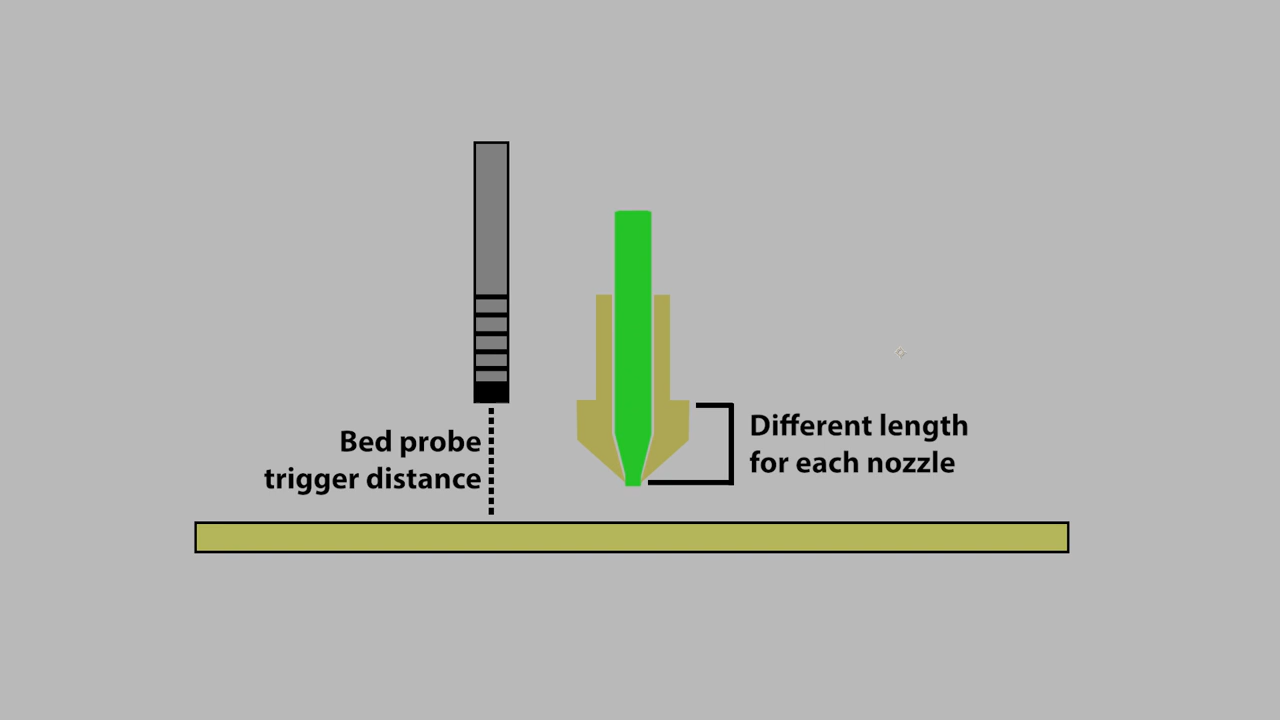 Bed probe
trigger distance
Different length
for each nozzle